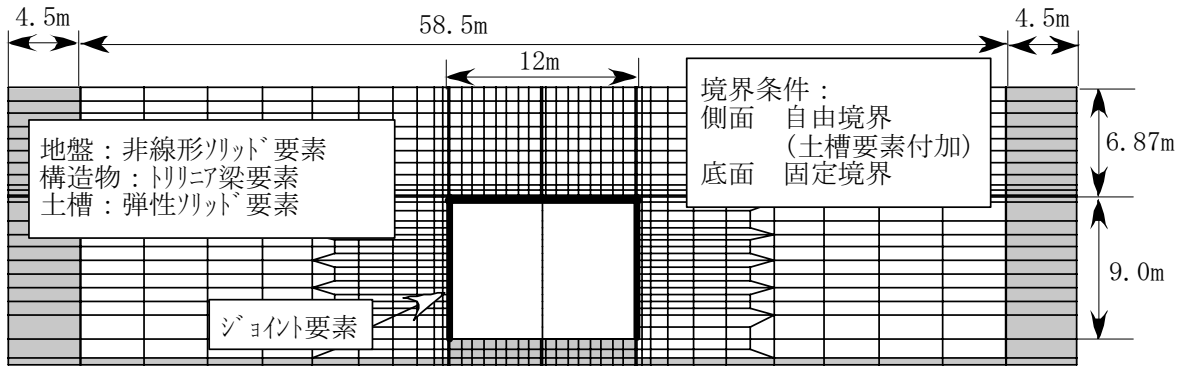 4.5m
58.5m
4.5m
12m
境界条件：
側面　自由境界
(土槽要素付加)
底面　固定境界
6.87m
地盤：非線形ｿﾘｯﾄﾞ要素
構造物：ﾄﾘﾘﾆｱ梁要素
土槽：弾性ｿﾘｯﾄﾞ要素
9.0m
ｼﾞｮｲﾝﾄ要素